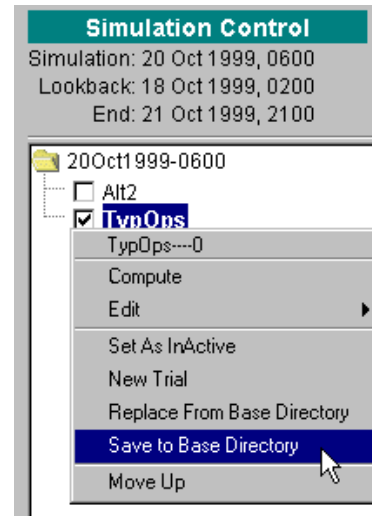 Simulation Control
Simulation: 20 Oct 1999, 0600
Lookback: 18 Oct 1999, 0200
End: 21 Oct 1999, 2100
20Oct1999-0600
Alt2
TypOps
TypOps----0
Compute
Edit
Set As InActive
New Trial
Replace From Base Directory
Save to Base Directory
Move Up